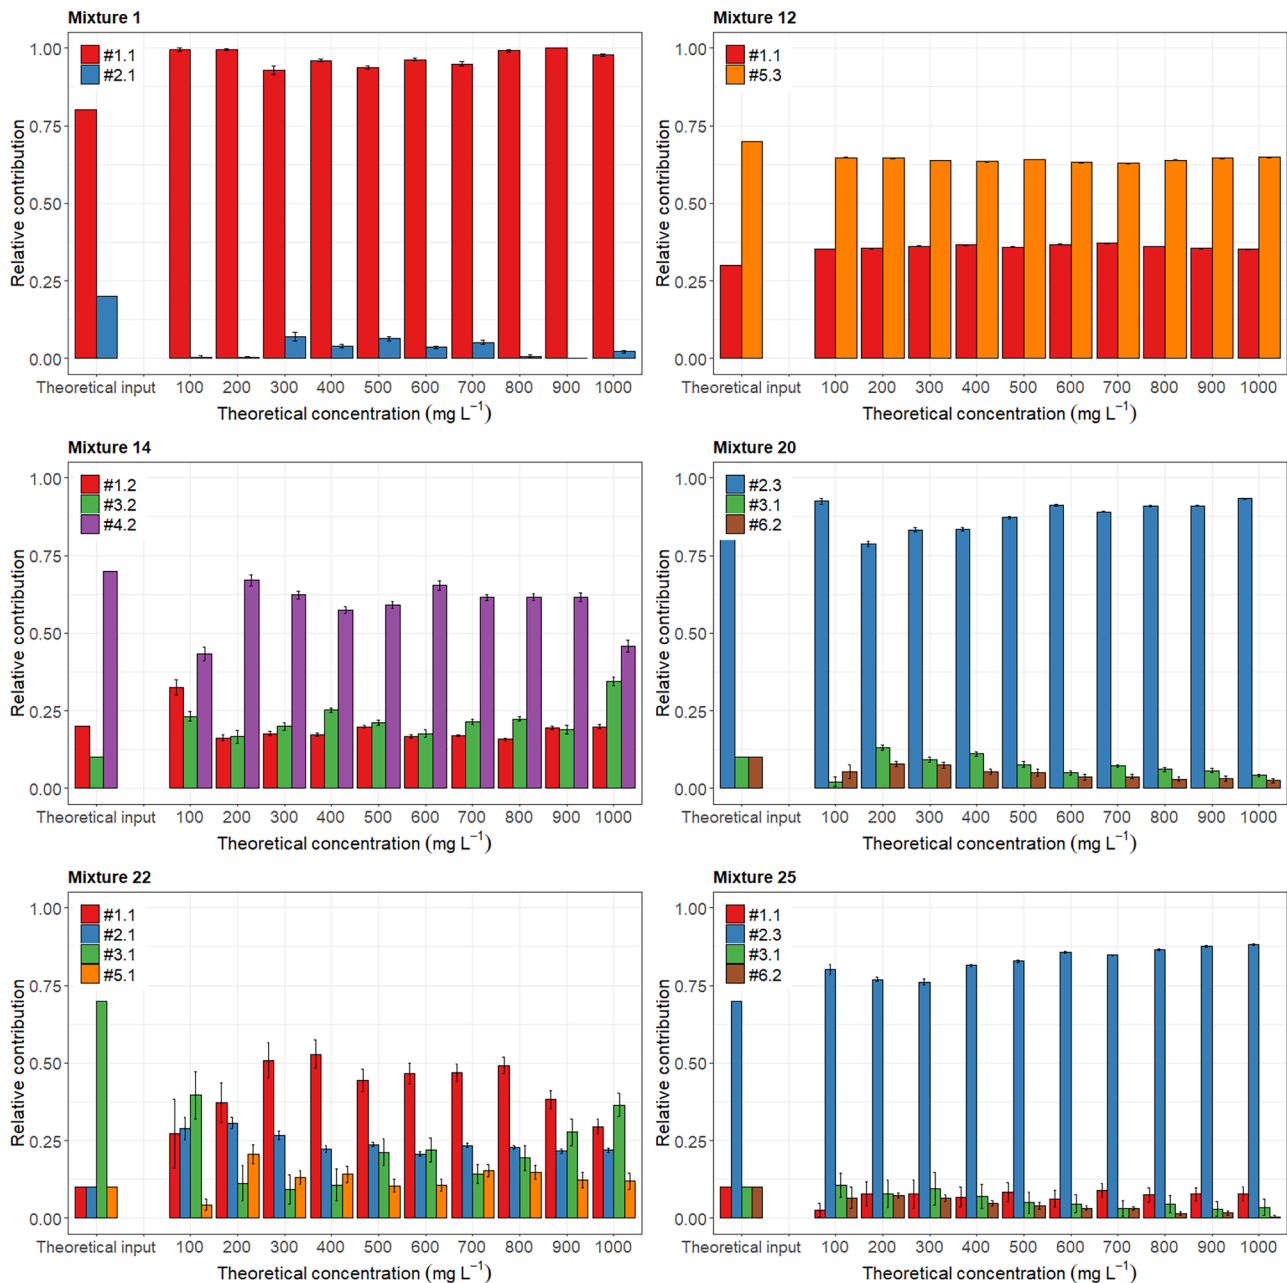 Mixture 1
#1.1
#2.1
Relative contribution
1.00
0.75
0.50
0.25
0.00
Theoretical input 100 200 300 400 500 600 700 800 900 1000
Theoretical concentration (mg L⁻¹)
Mixture 12
#1.1
#5.3
Relative contribution
1.00
0.75
0.50
0.25
0.00
Theoretical input 100 200 300 400 500 600 700 800 900 1000
Theoretical concentration (mg L⁻¹)
Mixture 14
#1.2
#3.2
#4.2
Relative contribution
1.00
0.75
0.50
0.25
0.00
Theoretical input 100 200 300 400 500 600 700 800 900 1000
Theoretical concentration (mg L⁻¹)
Mixture 20
#2.3
#3.1
#6.2
Relative contribution
1.00
0.75
0.50
0.25
0.00
Theoretical input 100 200 300 400 500 600 700 800 900 1000
Theoretical concentration (mg L⁻¹)
Mixture 22
#1.1
#2.1
#3.1
#5.1
Relative contribution
1.00
0.75
0.50
0.25
0.00
Theoretical input 100 200 300 400 500 600 700 800 900 1000
Theoretical concentration (mg L⁻¹)
Mixture 25
#1.1
#2.3
#3.1
#6.2
Relative contribution
1.00
0.75
0.50
0.25
0.00
Theoretical input 100 200 300 400 500 600 700 800 900 1000
Theoretical concentration (mg L⁻¹)